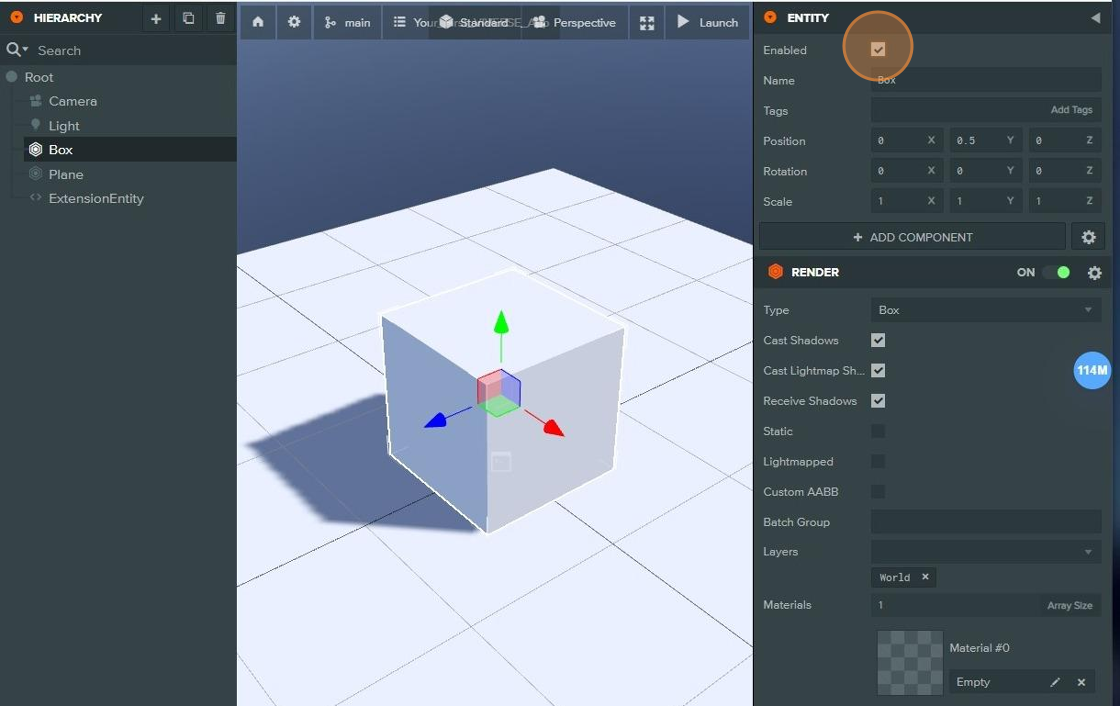 HIERARCHY
Search
Root
Camera
Light
Box
Plane
ExtensionEntity
main
Standard
Perspective
Launch
ENTITY
Enabled
Name Box
Tags Add Tags
Position 0 X 0.5 Y 0 Z
Rotation 0 X 0 Y 0 Z
Scale 1 X 1 Y 1 Z
+ ADD COMPONENT
RENDER ON
Type Box
Cast Shadows
Cast Lightmap Sh...
114M
Receive Shadows
Static
Lightmapped
Custom AABB
Batch Group
Layers
World ×
Materials 1 Array Size
Material #0
Empty